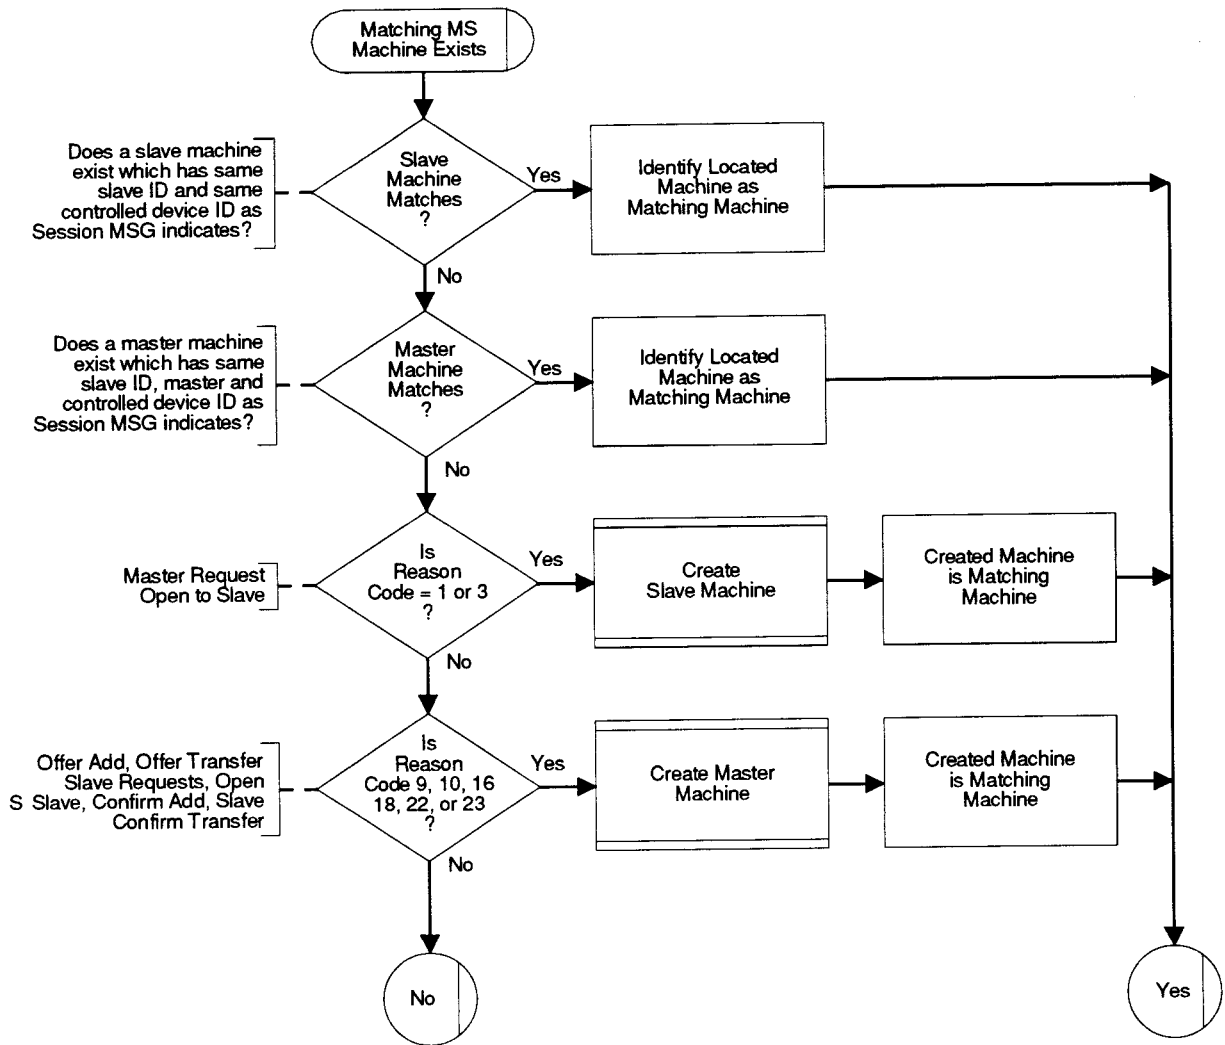 Matching MS
Machine Exists
Does a slave machine
exist which has same
slave ID and same
controlled device ID as
Session MSG indicates?
Slave
Machine
Matches
?
Yes
Identify Located
Machine as
Matching Machine
No
Does a master machine
exist which has same
slave ID, master and
controlled device ID as
Session MSG indicates?
Master
Machine
Matches
?
Yes
Identify Located
Machine as
Matching Machine
No
Master Request
Open to Slave
Is
Reason
Code = 1 or 3
?
Yes
Create
Slave Machine
Created Machine
is Matching
Machine
No
Offer Add, Offer Transfer
Slave Requests, Open
S Slave, Confirm Add, Slave
Confirm Transfer
Is
Reason
Code 9, 10, 16
18, 22, or 23
?
Yes
Create Master
Machine
Created Machine
is Matching
Machine
No
No
Yes